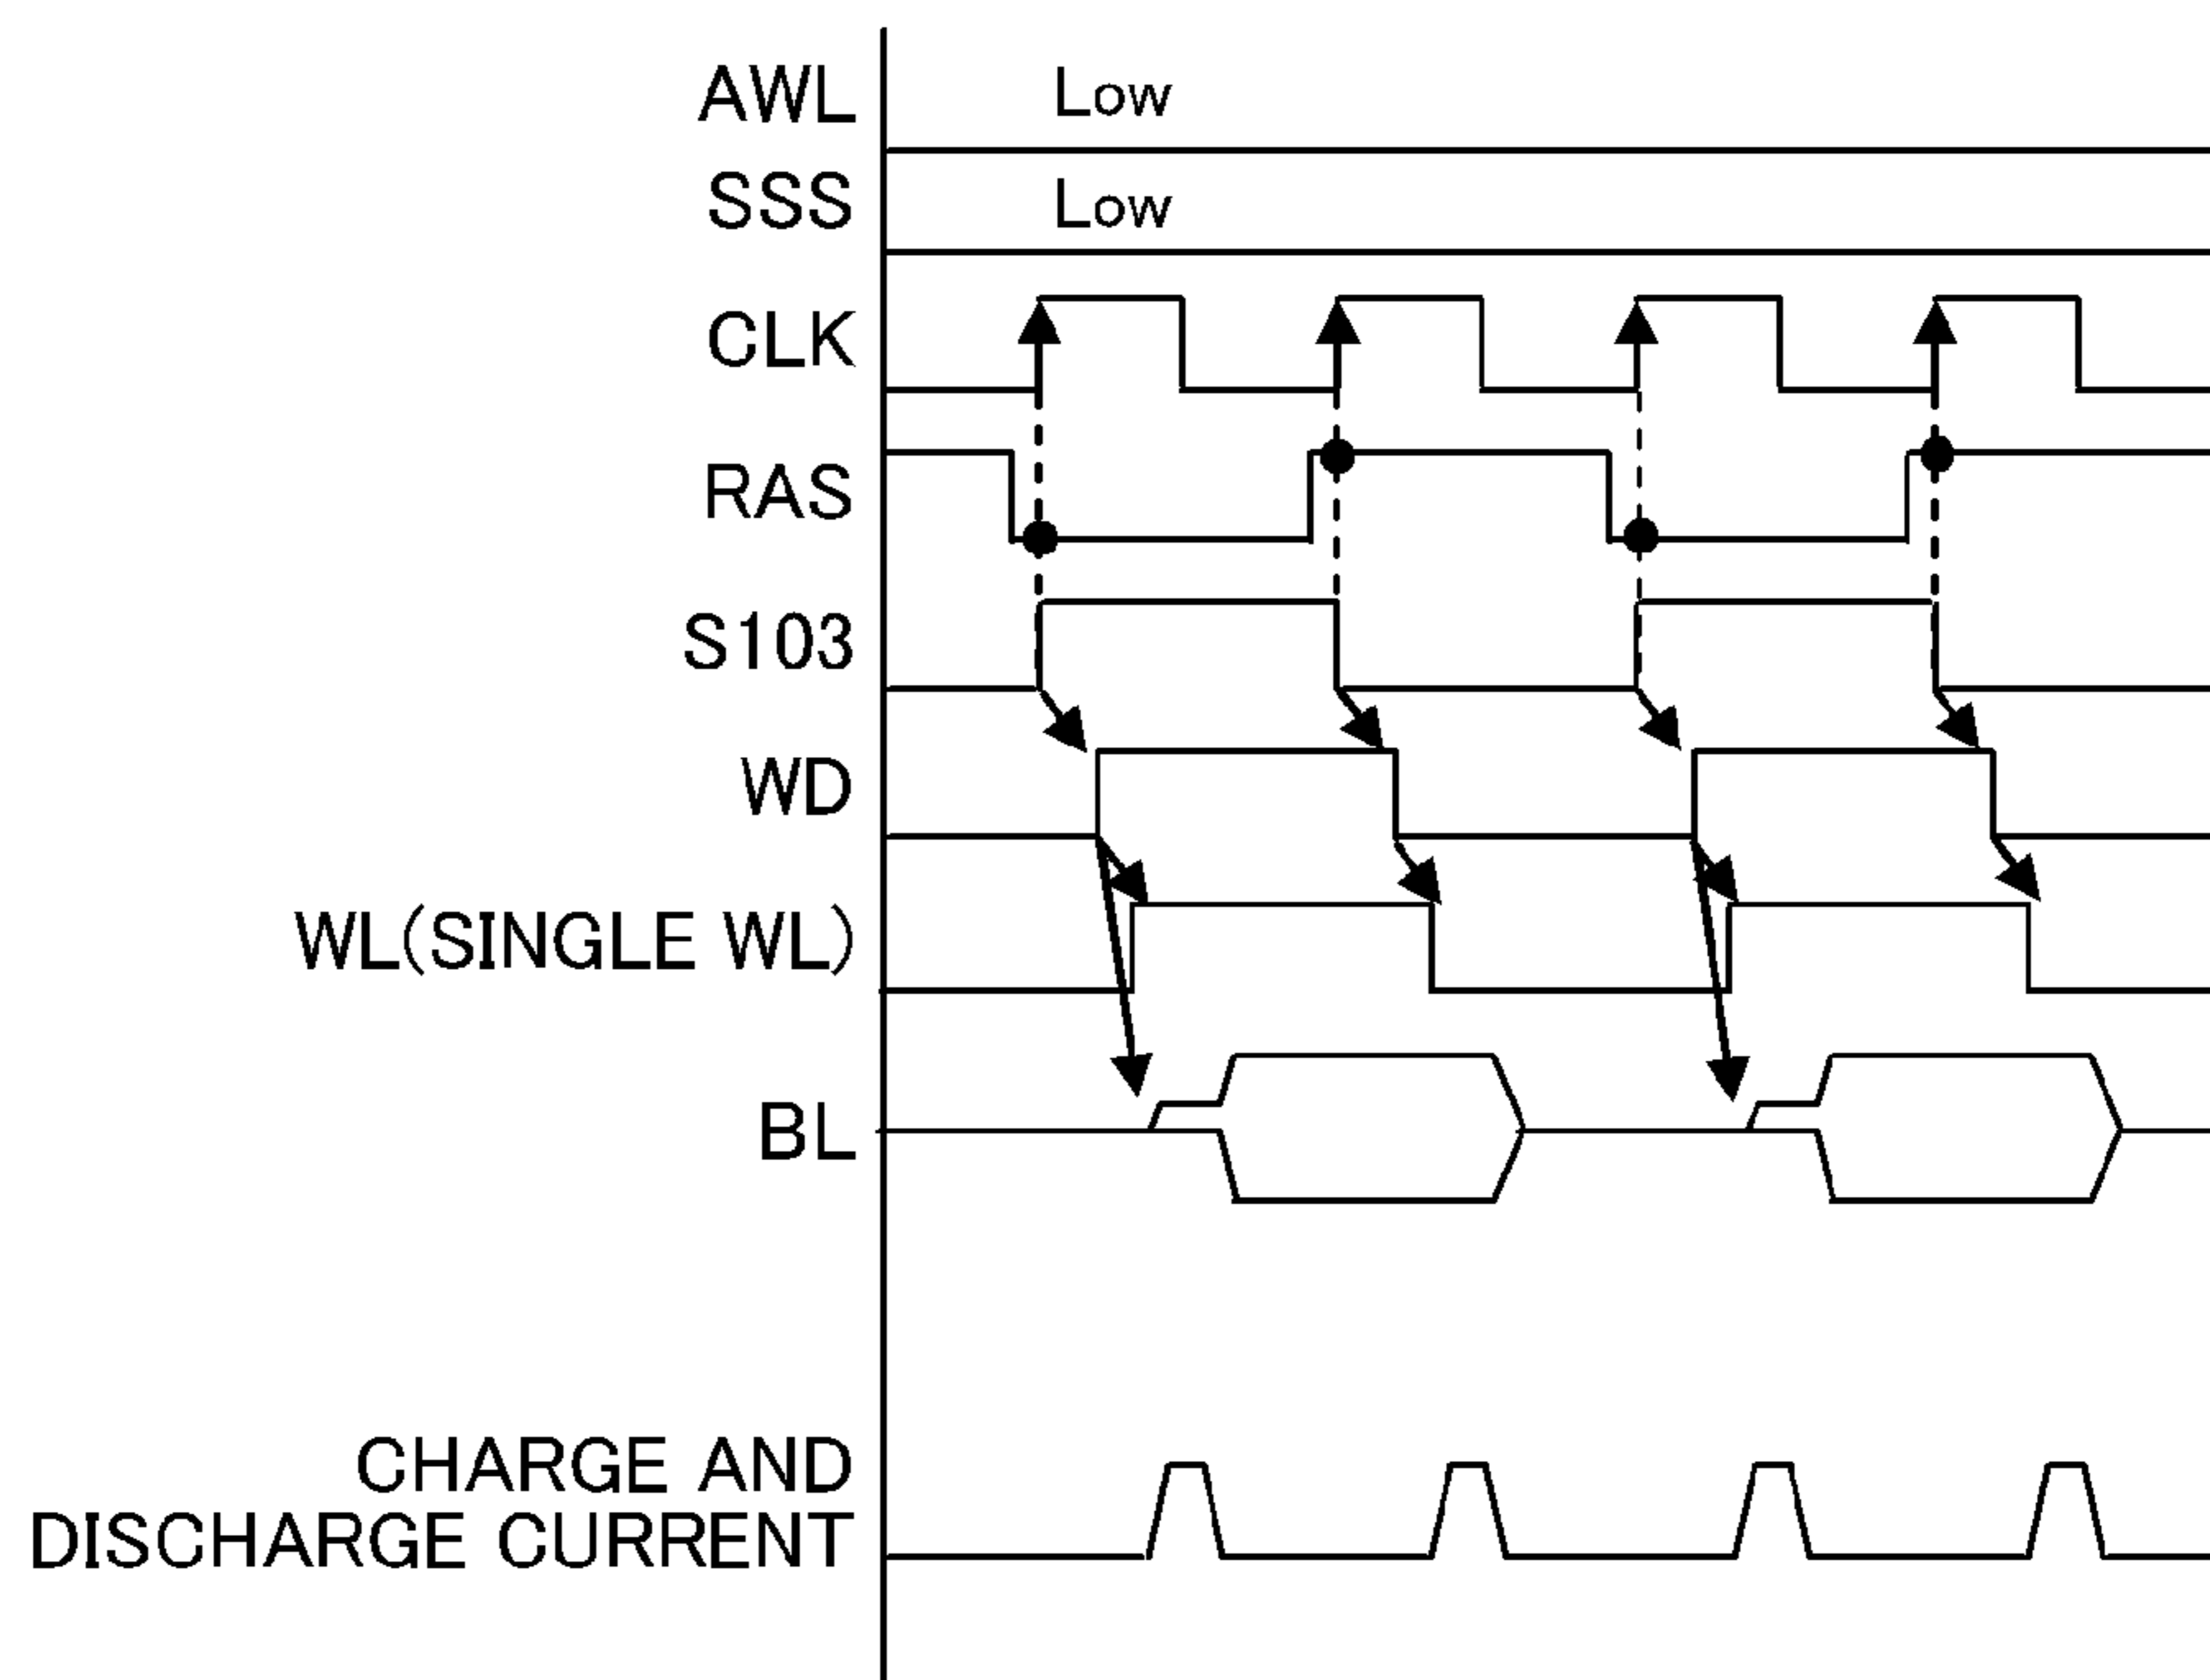 AWL Low
SSS Low
CLK
RAS
S103
WD
WL(SINGLE WL)
BL
CHARGE AND
DISCHARGE CURRENT